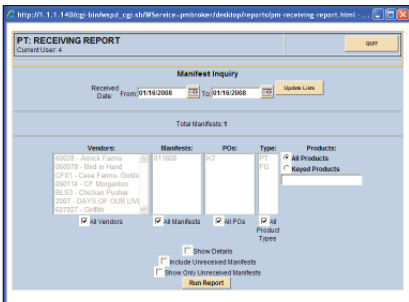 http://1.1.1.140/cgi-bin/wspd_cgi.sh/WService=pmbroker/desktop/reports/pm-receiving-report.html - ...
PT: RECEIVING REPORT
Current User: 4
QUIT
Manifest Inquiry
Received Date: From: 01/16/2008 To: 01/16/2008 Update Lists
Total Manifests: 1
Vendors: Manifests: POs: Type: Products:
60028 - Amick Farms 011608 IKT PT All Products
060078 - Bird in Hand FG Keyed Products
CF01 - Case Farms- Golds
060114 - CF Morganton
BLS3 - Chicken Pusher
2007 - DAYS OF OUR LIVE
607027 - Griffith
All Vendors All Manifests All POs All Product Types
Show Details
Include Unreceived Manifests
Show Only Unreceived Manifests
Run Report